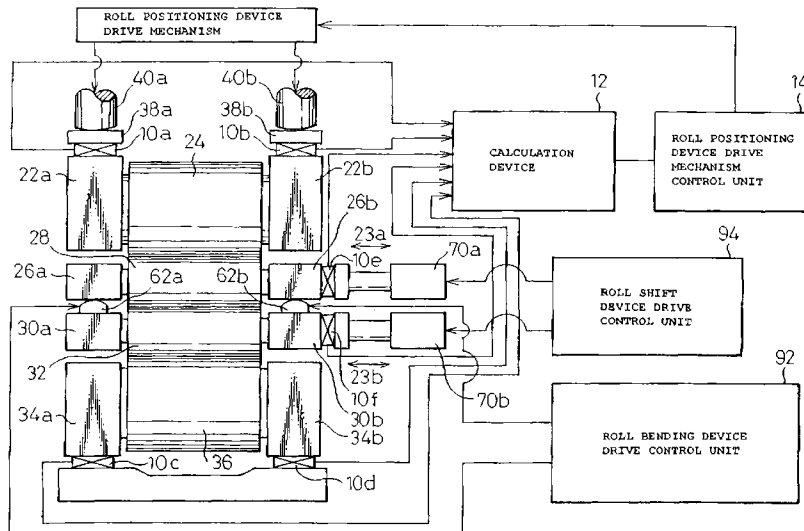 ROLL POSITIONING DEVICE
DRIVE MECHANISM
40a
40b
38a
38b
10a
10b
12
14
24
22a
22b
CALCULATION
DEVICE
ROLL POSITIONING
DEVICE DRIVE
MECHANISM
CONTROL UNIT
26b
23a
10e
70a
94
28
26a
62a
62b
30a
ROLL SHIFT
DEVICE DRIVE
CONTROL UNIT
32
23b
10f
70b
92
34a
30b
34b
ROLL BENDING DEVICE
DRIVE CONTROL UNIT
10c
36
10d